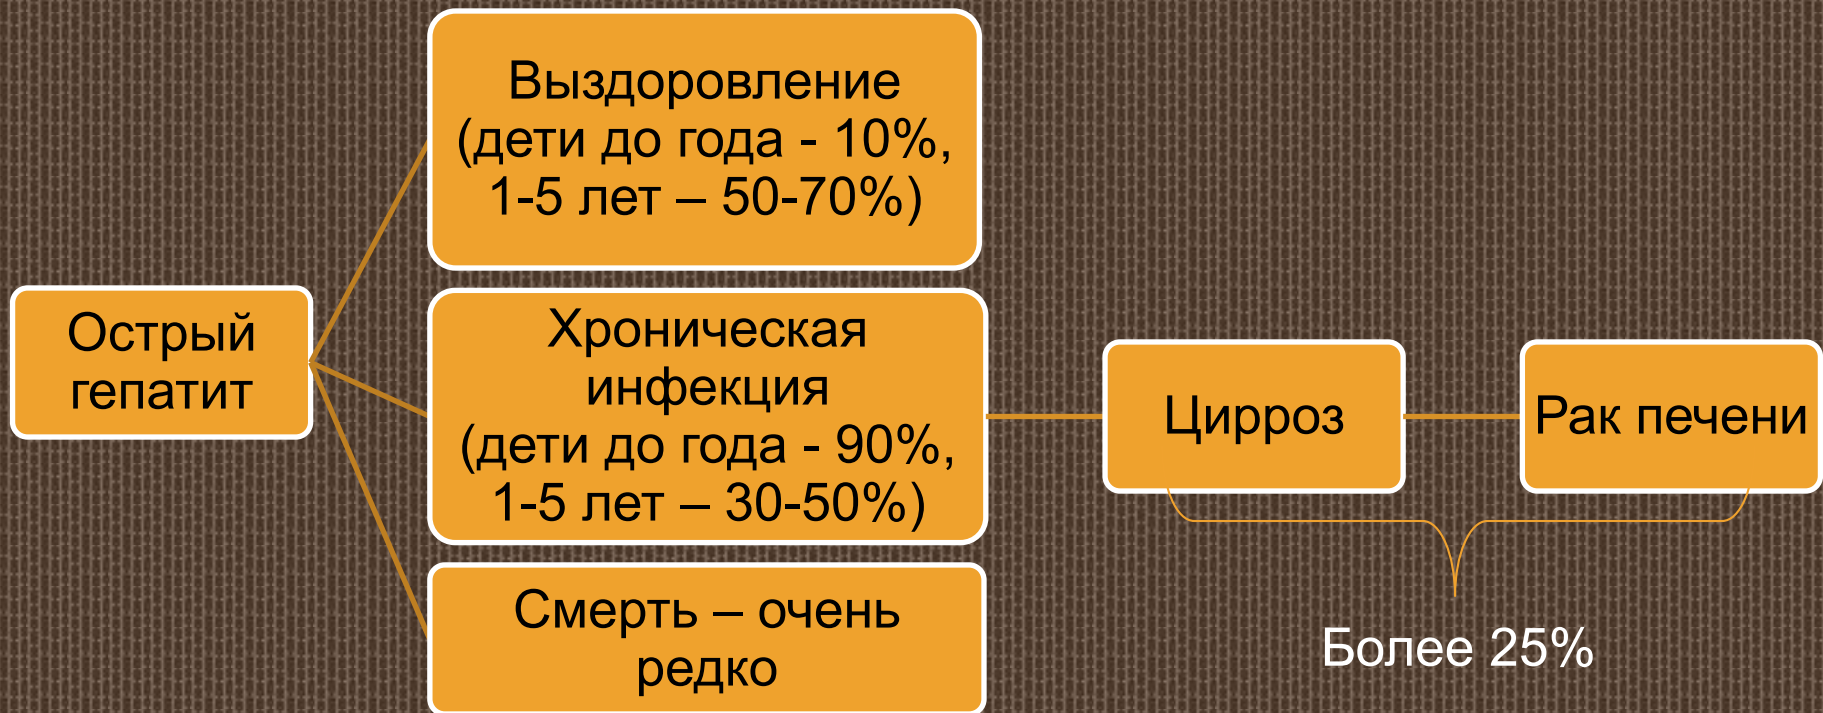 Выздоровление
(дети до года - 10%,
1-5 лет – 50-70%)
Острый
гепатит
Хроническая
инфекция
(дети до года - 90%,
1-5 лет – 30-50%)
Цирроз
Рак печени
Смерть – очень
редко
Более 25%